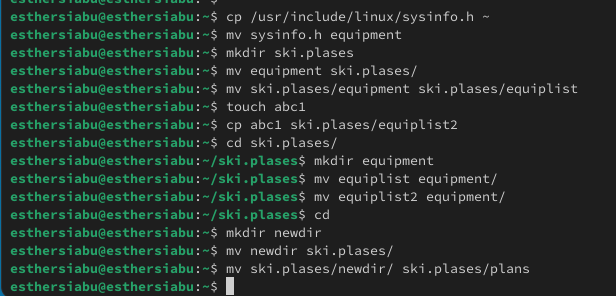 esthersiabu@esthersiabu:~$ cp /usr/include/linux/sysinfo.h ~
esthersiabu@esthersiabu:~$ mv sysinfo.h equipment
esthersiabu@esthersiabu:~$ mkdir ski.plases
esthersiabu@esthersiabu:~$ mv equipment ski.plases/
esthersiabu@esthersiabu:~$ mv ski.plases/equipment ski.plases/equiplist
esthersiabu@esthersiabu:~$ touch abc1
esthersiabu@esthersiabu:~$ cp abc1 ski.plases/equiplist2
esthersiabu@esthersiabu:~$ cd ski.plases/
esthersiabu@esthersiabu:~/ski.plases$ mkdir equipment
esthersiabu@esthersiabu:~/ski.plases$ mv equiplist equipment/
esthersiabu@esthersiabu:~/ski.plases$ mv equiplist2 equipment/
esthersiabu@esthersiabu:~/ski.plases$ cd
esthersiabu@esthersiabu:~$ mkdir newdir
esthersiabu@esthersiabu:~$ mv newdir ski.plases/
esthersiabu@esthersiabu:~$ mv ski.plases/newdir/ ski.plases/plans
esthersiabu@esthersiabu:~$